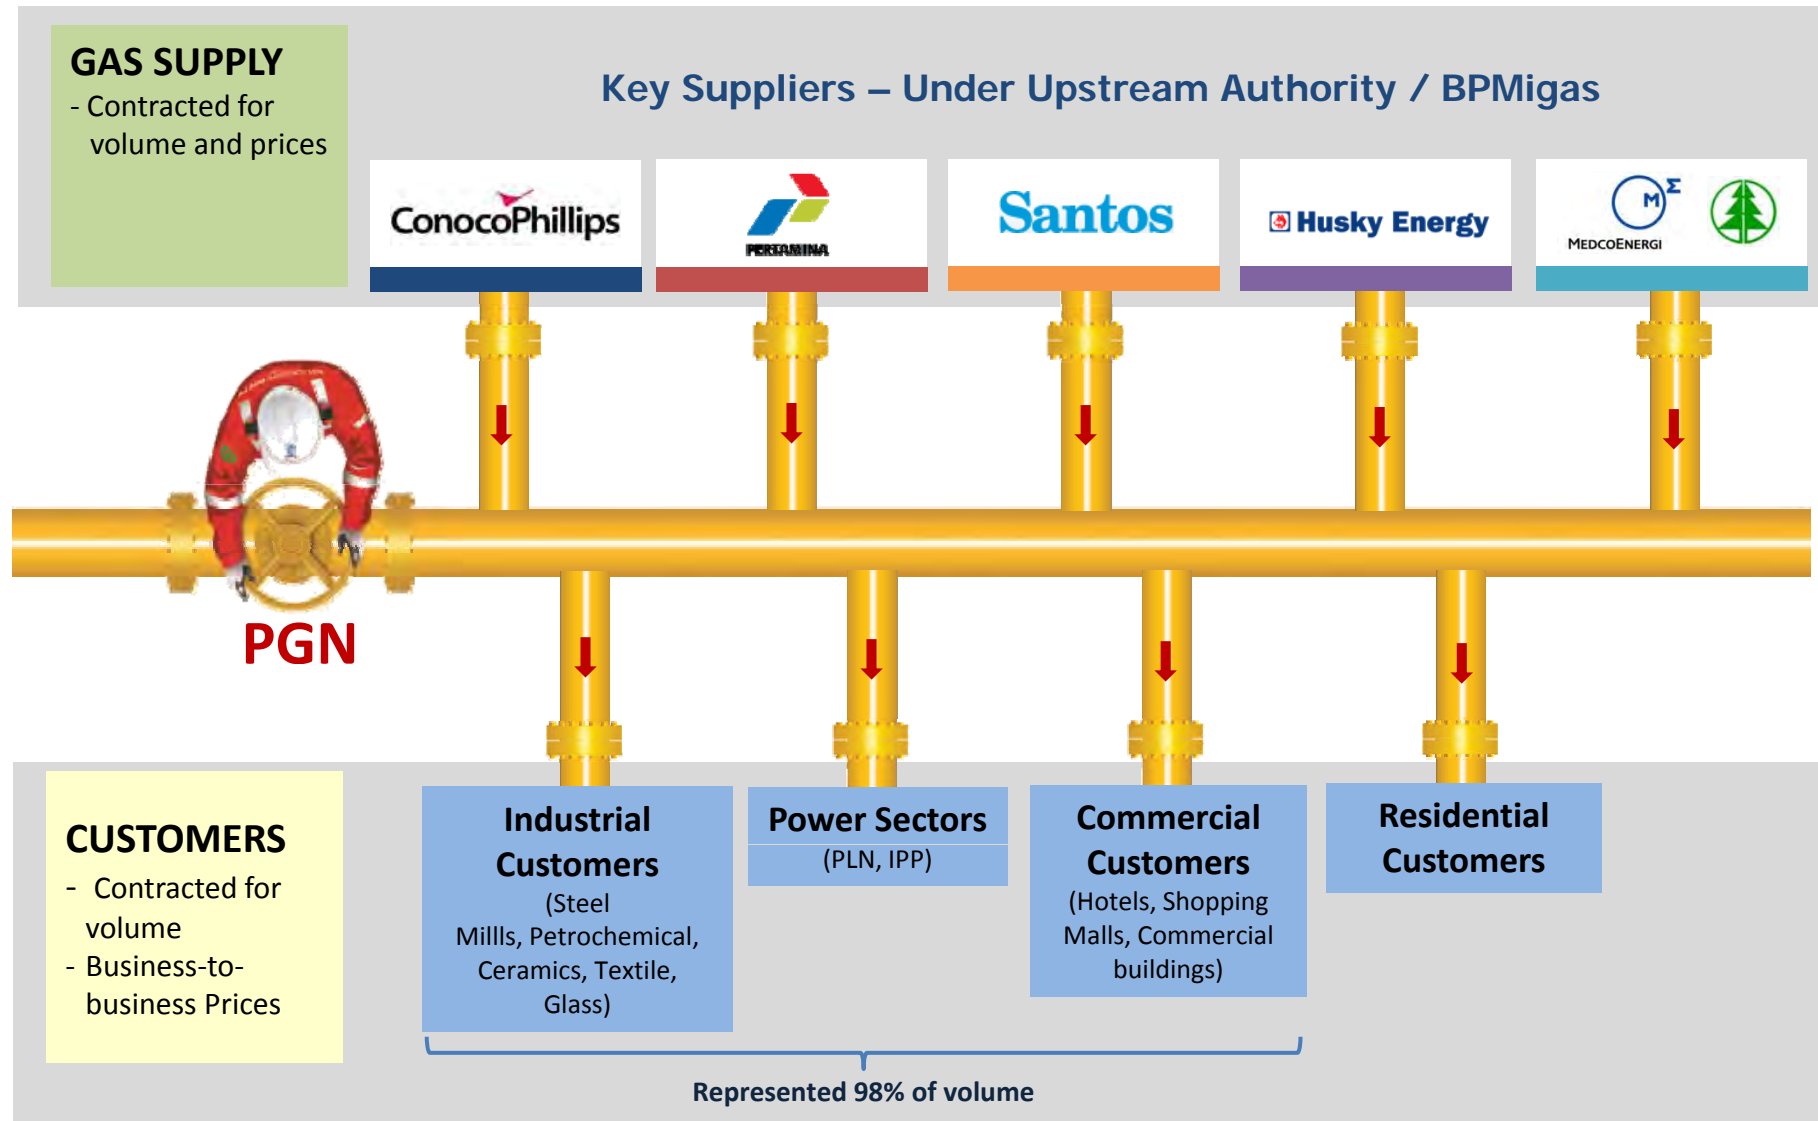 GAS SUPPLY
- Contracted for
volume and prices
Key Suppliers – Under Upstream Authority / BPMigas
ConocoPhillips
PERTAMINA
Santos
Husky Energy
M Σ
MEDCOENERGI
PGN
CUSTOMERS
- Contracted for
volume
- Business-to-
business Prices
Industrial
Customers
(Steel
Millls, Petrochemical,
Ceramics, Textile,
Glass)
Power Sectors
(PLN, IPP)
Commercial
Customers
(Hotels, Shopping
Malls, Commercial
buildings)
Residential
Customers
Represented 98% of volume